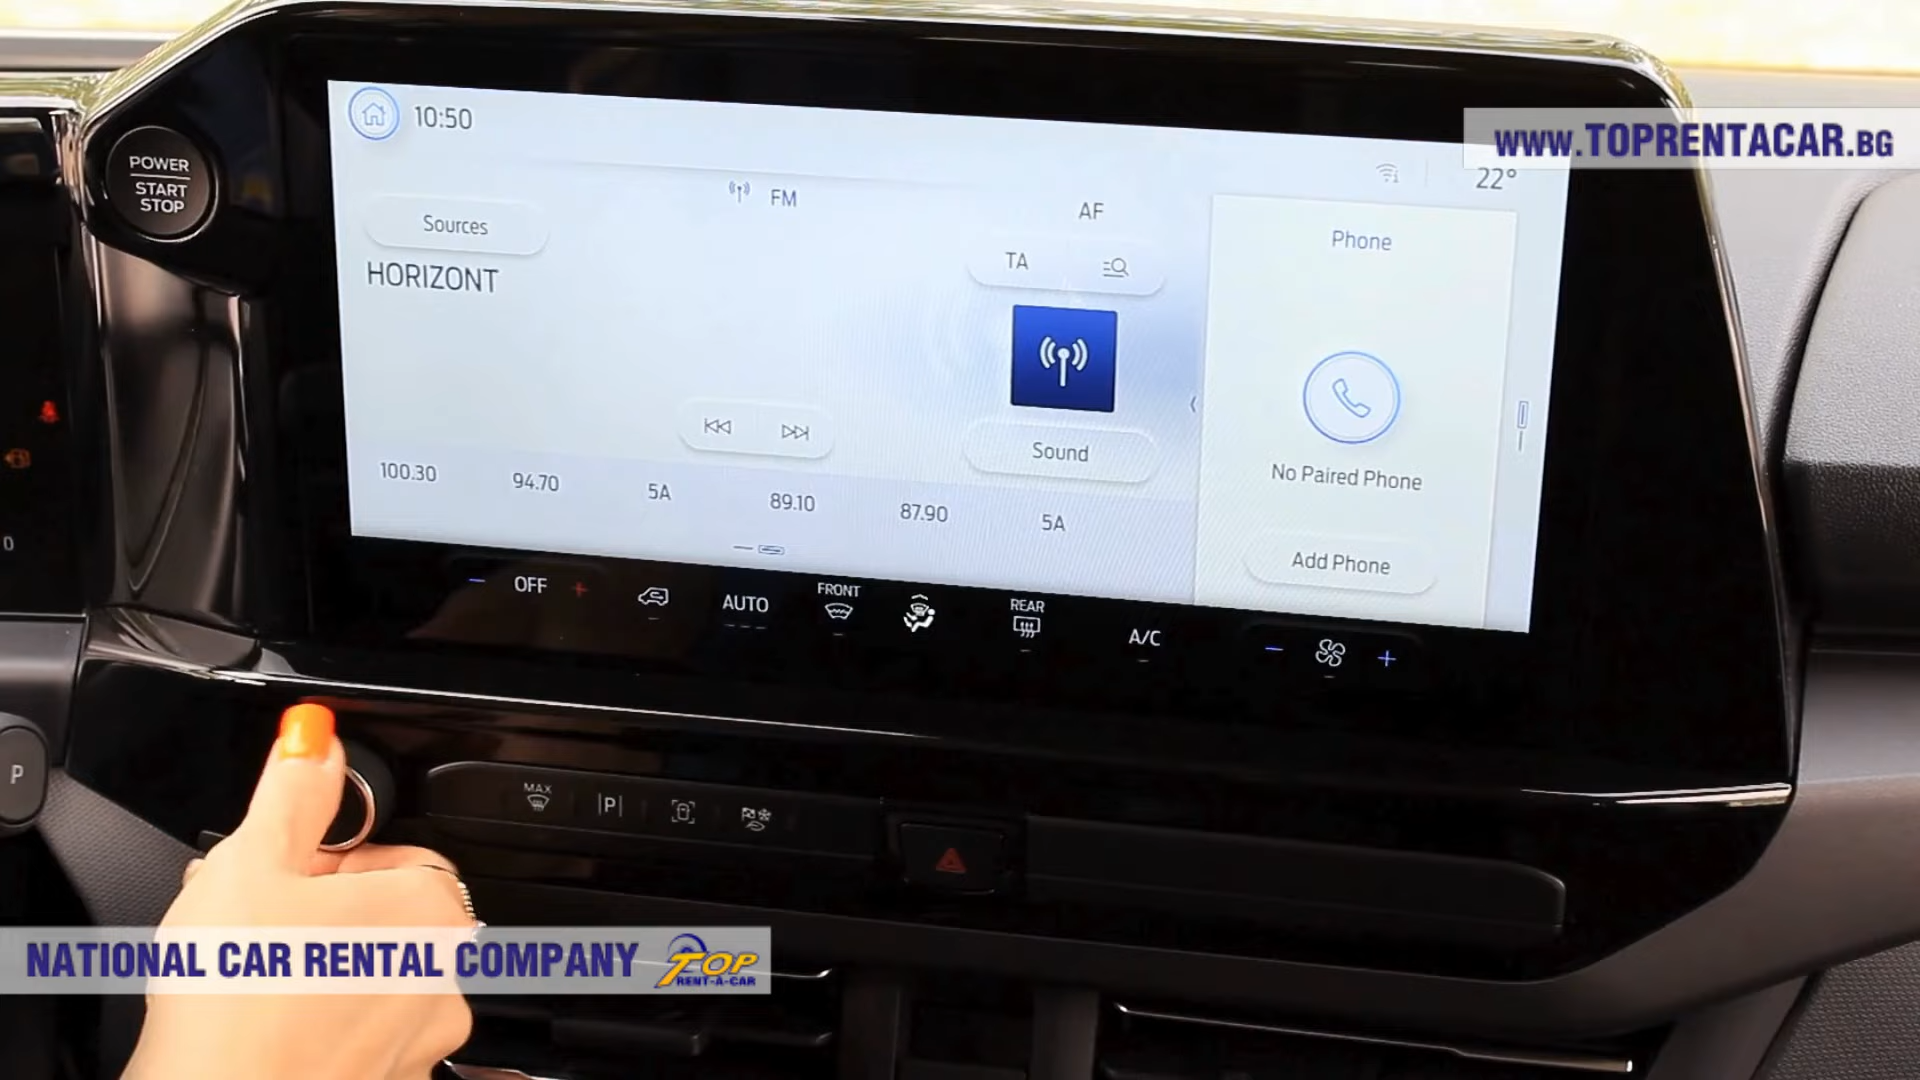 WWW.TOPRENTACAR.BG
POWER
START
STOP
10:50
22°
FM
AF
Sources
TA
HORIZONT
Phone
Sound
No Paired Phone
100.30 94.70 5A 89.10 87.90 5A
Add Phone
OFF
AUTO
FRONT
REAR
A/C
0
P
MAX
P
NATIONAL CAR RENTAL COMPANY
TOP
RENT-A-CAR